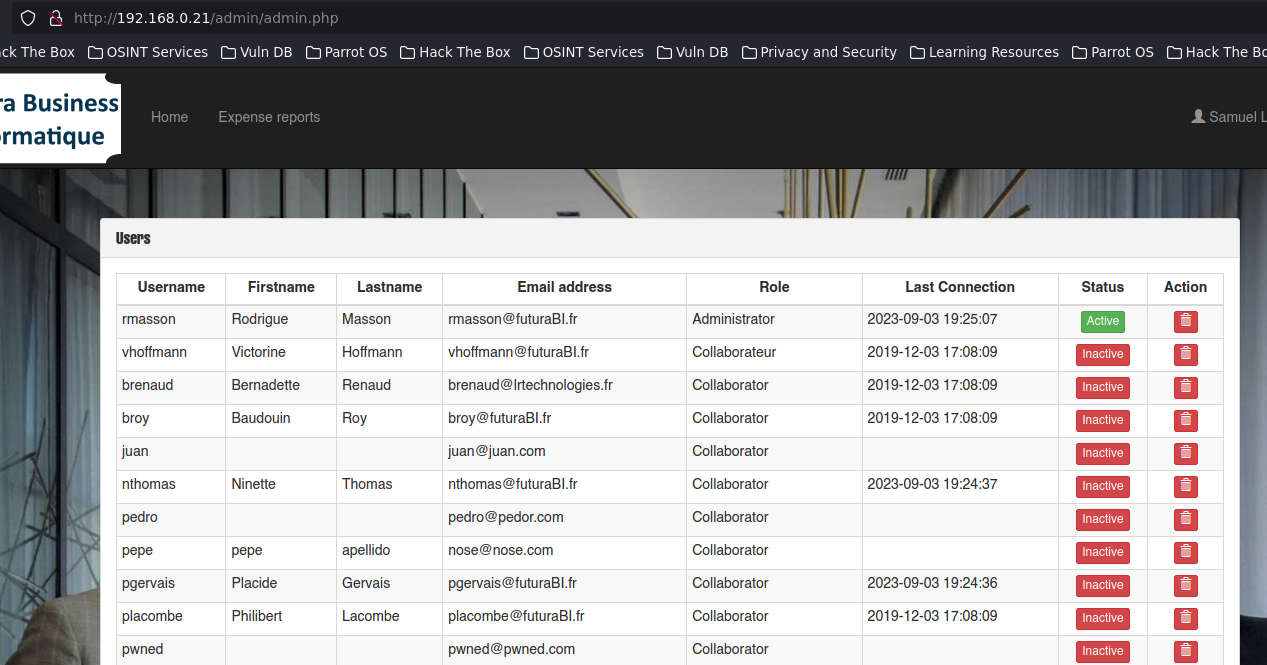 http://192.168.0.21/admin/admin.php
ck The Box OSINT Services Vuln DB Parrot OS Hack The Box OSINT Services Vuln DB Privacy and Security Learning Resources Parrot OS Hack The Bo
ra Business
ormatique
Home Expense reports Samuel L
Users
Username Firstname Lastname Email address Role Last Connection Status Action
rmasson Rodrigue Masson rmasson@futuraBI.fr Administrator 2023-09-03 19:25:07 Active
vhoffmann Victorine Hoffmann vhoffmann@futuraBI.fr Collaborateur 2019-12-03 17:08:09 Inactive
brenaud Bernadette Renaud brenaud@lrtechnologies.fr Collaborator 2019-12-03 17:08:09 Inactive
broy Baudouin Roy broy@futuraBI.fr Collaborator 2019-12-03 17:08:09 Inactive
juan juan@juan.com Collaborator Inactive
nthomas Ninette Thomas nthomas@futuraBI.fr Collaborator 2023-09-03 19:24:37 Inactive
pedro pedro@pedor.com Collaborator Inactive
pepe pepe apellido nose@nose.com Collaborator Inactive
pgervais Placide Gervais pgervais@futuraBI.fr Collaborator 2023-09-03 19:24:36 Inactive
placombe Philibert Lacombe placombe@futuraBI.fr Collaborator 2019-12-03 17:08:09 Inactive
pwned pwned@pwned.com Collaborator Inactive